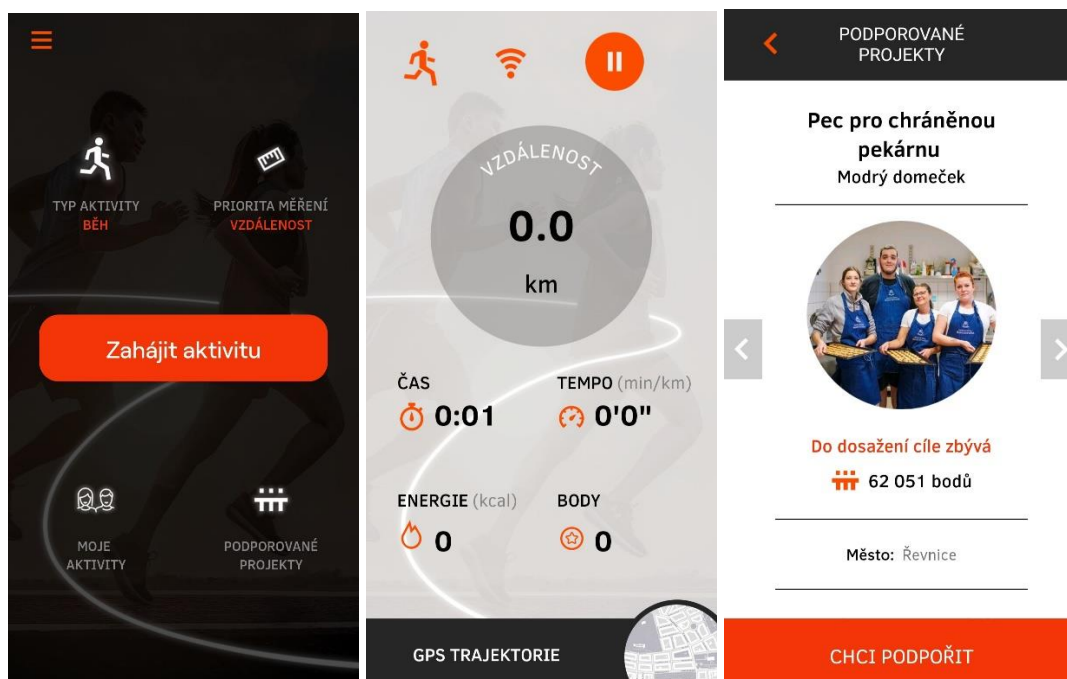 TYP AKTIVITY
BĚH
PRIORITA MĚŘENÍ
VZDÁLENOST
Zahájit aktivitu
MOJE
AKTIVITY
PODPOROVANÉ
PROJEKTY
VZDÁLENOST
0.0
km
ČAS
0:01
TEMPO (min/km)
0'0"
ENERGIE (kcal)
0
BODY
0
GPS TRAJEKTORIE
PODPOROVANÉ
PROJEKTY
Pec pro chráněnou
pekárnu
Modrý domeček
Do dosažení cíle zbývá
62 051 bodů
Město: Řevnice
CHCI PODPOŘIT